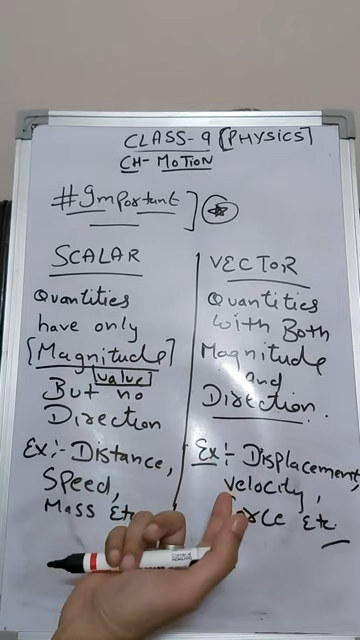 CLASS-9 [PHYSICS]
CH- MOTION
#Important]
SCALAR
Quantities
have only
[Magnitude]
value
But no
Direction
Ex:- Distance,
Speed,
Mass Etc
VECTOR
Quantities
with Both
Magnitude
and
Direction.
Ex:- Displacement,
velocity,
Etc